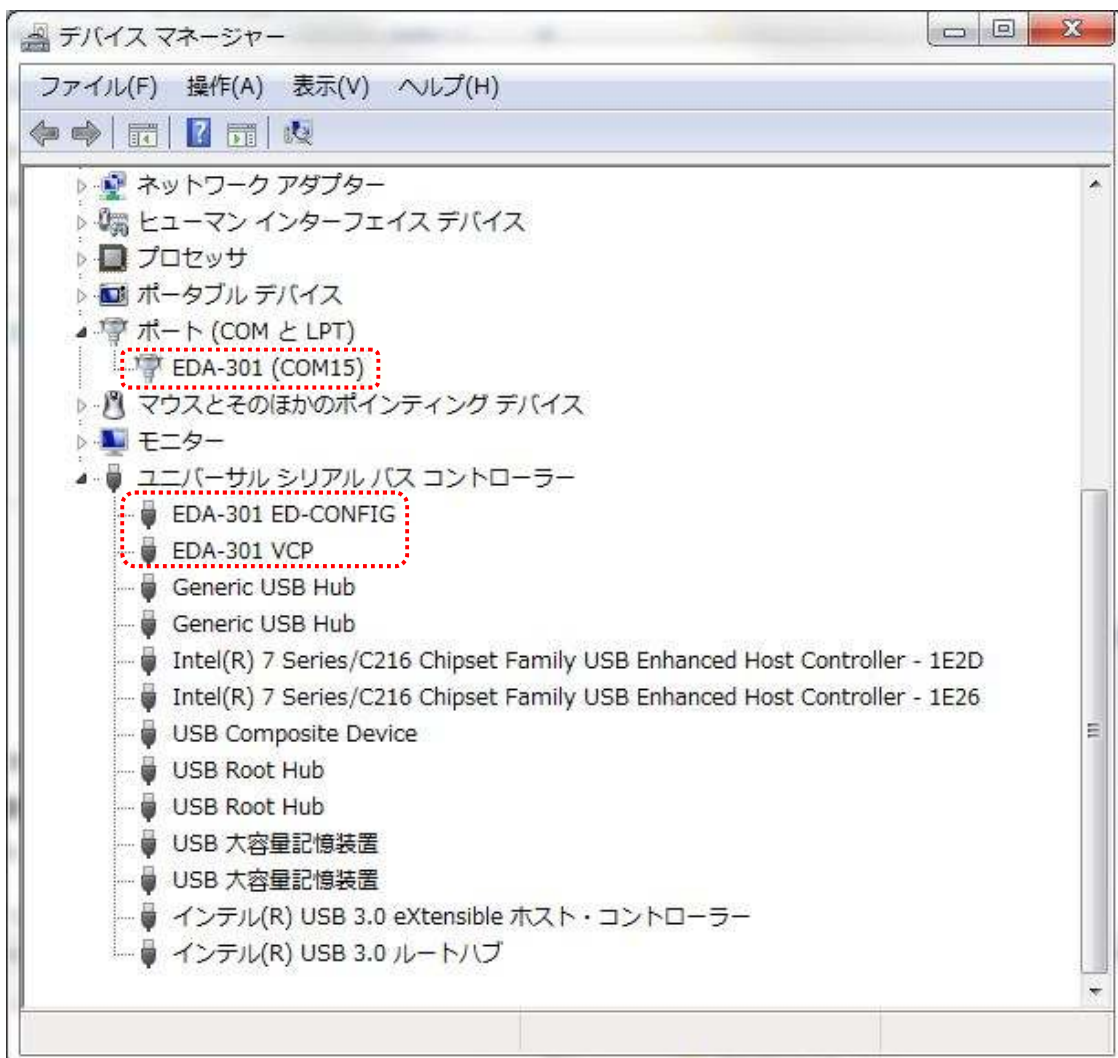 デバイス マネージャー
ファイル(F) 操作(A) 表示(V) ヘルプ(H)
ネットワーク アダプター
ヒューマン インターフェイス デバイス
プロセッサ
ポータブル デバイス
ポート (COM と LPT)
EDA-301 (COM15)
マウスとそのほかのポインティング デバイス
モニター
ユニバーサル シリアル バス コントローラー
EDA-301 ED-CONFIG
EDA-301 VCP
Generic USB Hub
Generic USB Hub
Intel(R) 7 Series/C216 Chipset Family USB Enhanced Host Controller - 1E2D
Intel(R) 7 Series/C216 Chipset Family USB Enhanced Host Controller - 1E26
USB Composite Device
USB Root Hub
USB Root Hub
USB 大容量記憶装置
USB 大容量記憶装置
インテル(R) USB 3.0 eXtensible ホスト・コントローラー
インテル(R) USB 3.0 ルートハブ